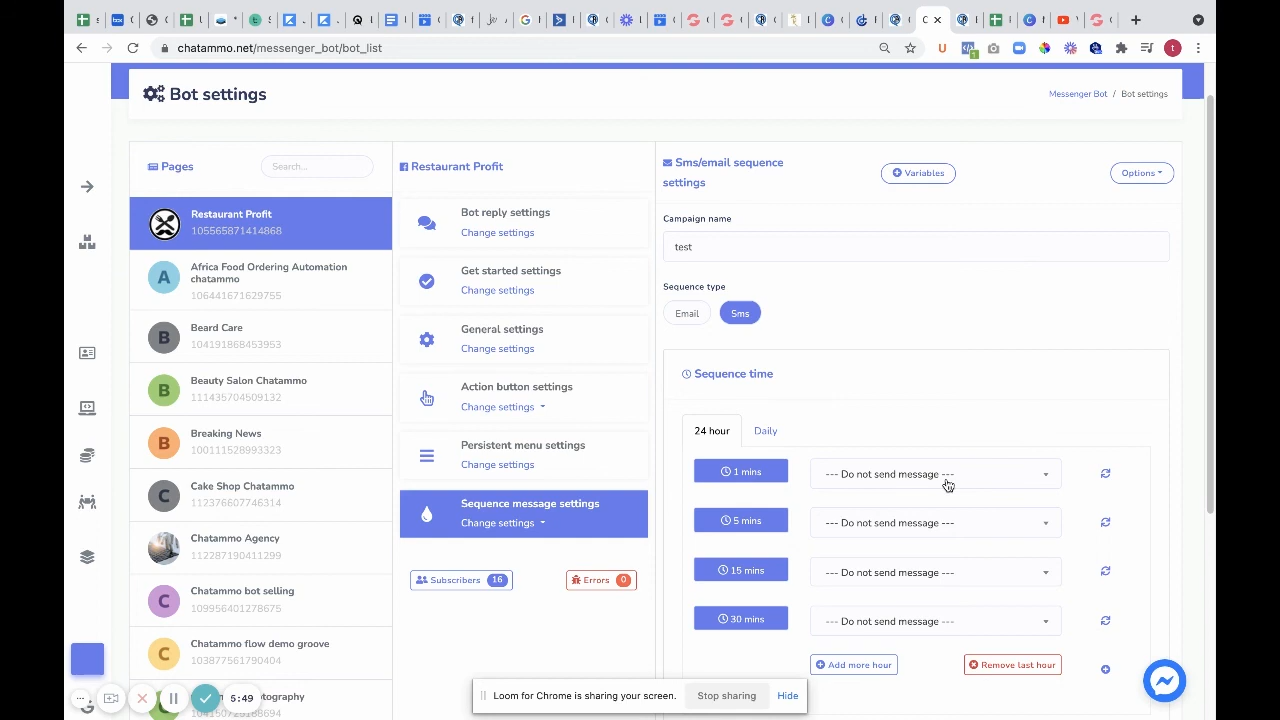 chatammo.net/messenger_bot/bot_list
Bot settings
Messenger Bot / Bot settings
Pages
Search...
Restaurant Profit
105565871414868
Africa Food Ordering Automation
chatammo
106441671629755
Beard Care
104191868453953
Beauty Salon Chatammo
111435704509132
Breaking News
100111528993323
Cake Shop Chatammo
112376607746314
Chatammo Agency
112287190411299
Chatammo bot selling
109956401278675
Chatammo flow demo groove
103877561790404
otography
Restaurant Profit
Bot reply settings
Change settings
Get started settings
Change settings
General settings
Change settings
Action button settings
Change settings
Persistent menu settings
Change settings
Sequence message settings
Change settings
Subscribers 16
Errors 0
Sms/email sequence
settings
Variables
Options
Campaign name
test
Sequence type
Email
Sms
Sequence time
24 hour
Daily
1 mins
--- Do not send message ---
5 mins
--- Do not send message ---
15 mins
--- Do not send message ---
30 mins
--- Do not send message ---
Add more hour
Remove last hour
5:49
Loom for Chrome is sharing your screen.
Stop sharing
Hide